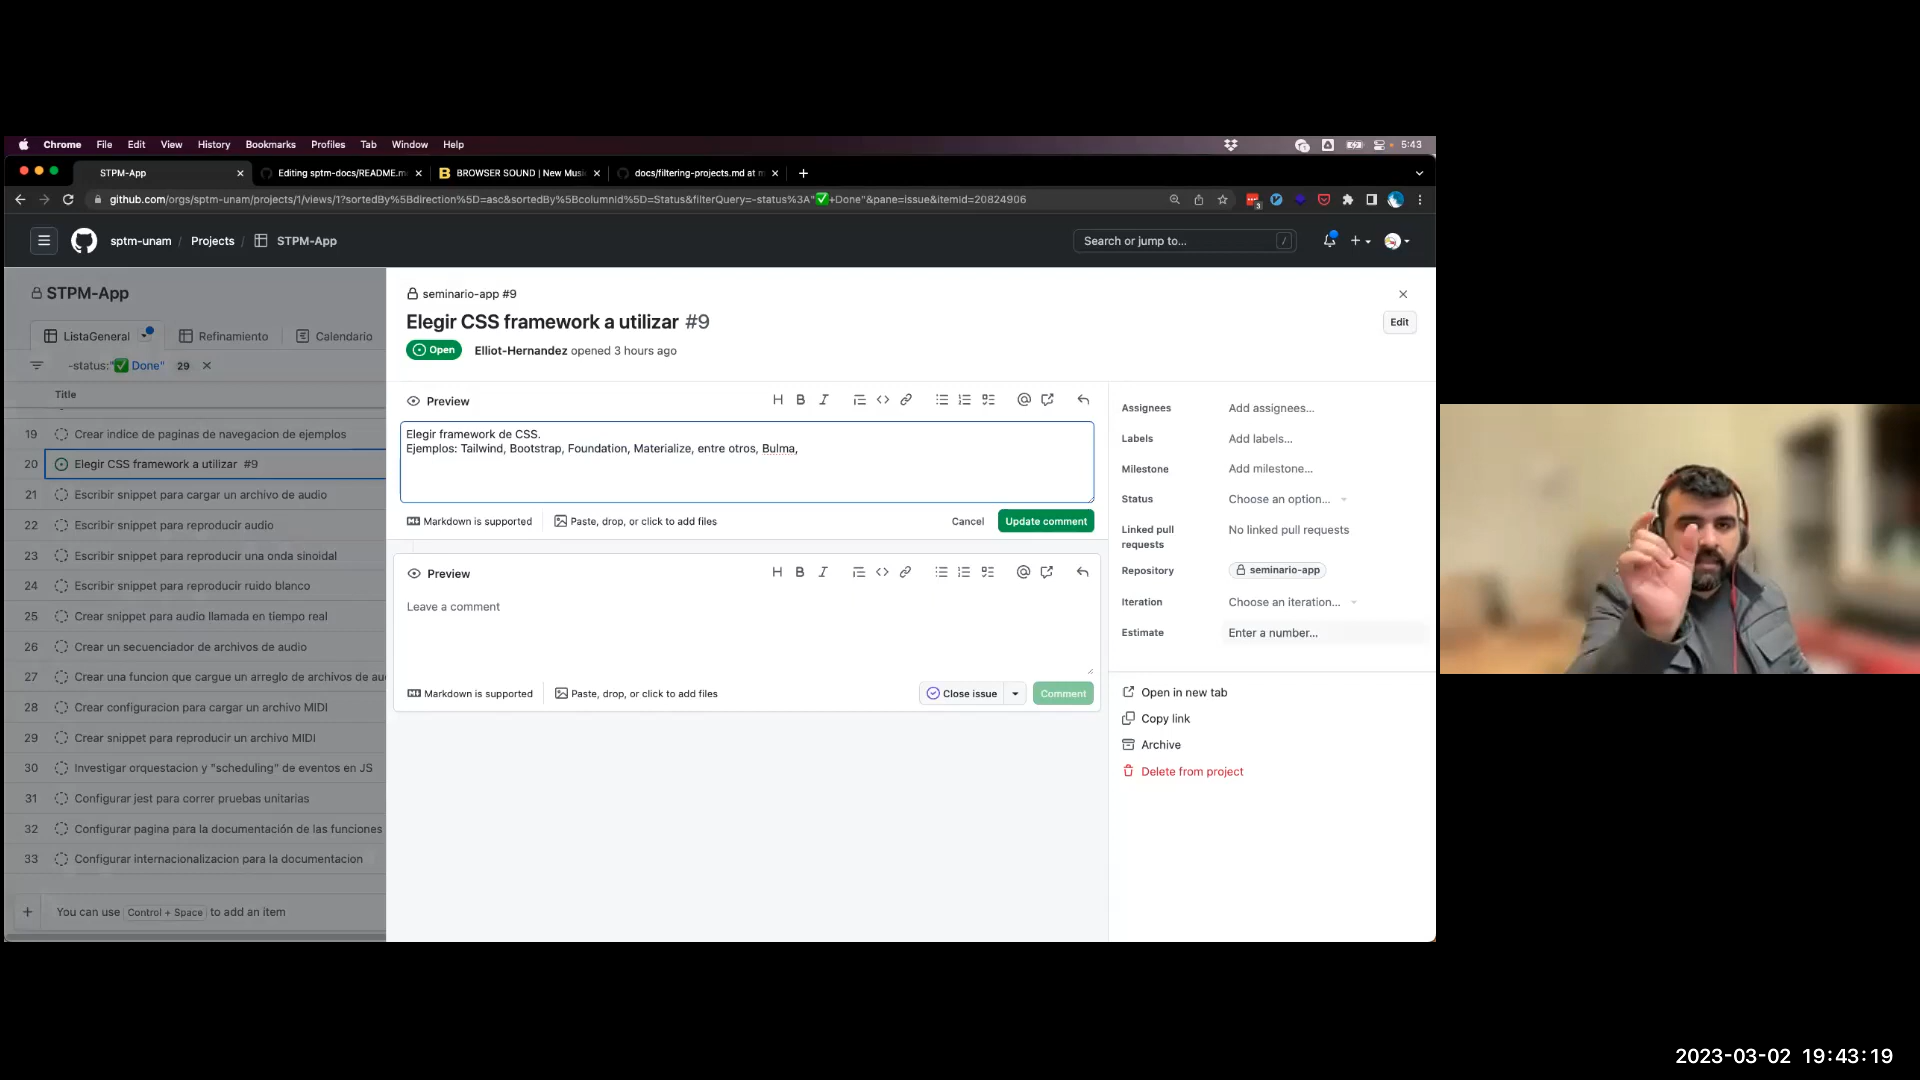 Chrome File Edit View History Bookmarks Profiles Tab Window Help 5:43
STPM-App
Editing sptm-docs/README.m
BROWSER SOUND | New Musi
docs/filtering-projects.md at m
github.com/orgs/sptm-unam/projects/1/views/1?sortedBy%5Bdirection%5D=asc&sortedBy%5BcolumnId%5D=Status&filterQuery=-status%3A"✅+Done"&pane=issue&itemId=20824906
sptm-unam / Projects / STPM-App
Search or jump to... /
STPM-App
ListaGeneral Refinamiento Calendario
-status:"✅ Done" 29
Title
19 Crear indice de paginas de navegacion de ejemplos
20 Elegir CSS framework a utilizar #9
21 Escribir snippet para cargar un archivo de audio
22 Escribir snippet para reproducir audio
23 Escribir snippet para reproducir una onda sinoidal
24 Escribir snippet para reproducir ruido blanco
25 Crear snippet para audio llamada en tiempo real
26 Crear un secuenciador de archivos de audio
27 Crear una funcion que cargue un arreglo de archivos de au
28 Crear configuracion para cargar un archivo MIDI
29 Crear snippet para reproducir un archivo MIDI
30 Investigar orquestacion y "scheduling" de eventos en JS
31 Configurar jest para correr pruebas unitarias
32 Configurar pagina para la documentación de las funciones
33 Configurar internacionalizacion para la documentacion
You can use Control + Space to add an item
seminario-app #9
Elegir CSS framework a utilizar #9
Edit
Open Elliot-Hernandez opened 3 hours ago
Preview
Elegir framework de CSS.
Ejemplos: Tailwind, Bootstrap, Foundation, Materialize, entre otros, Bulma,
Markdown is supported Paste, drop, or click to add files Cancel Update comment
Preview
Leave a comment
Markdown is supported Paste, drop, or click to add files Close issue Comment
Assignees Add assignees...
Labels Add labels...
Milestone Add milestone...
Status Choose an option...
Linked pull requests No linked pull requests
Repository seminario-app
Iteration Choose an iteration...
Estimate Enter a number...
Open in new tab
Copy link
Archive
Delete from project
2023-03-02 19:43:19